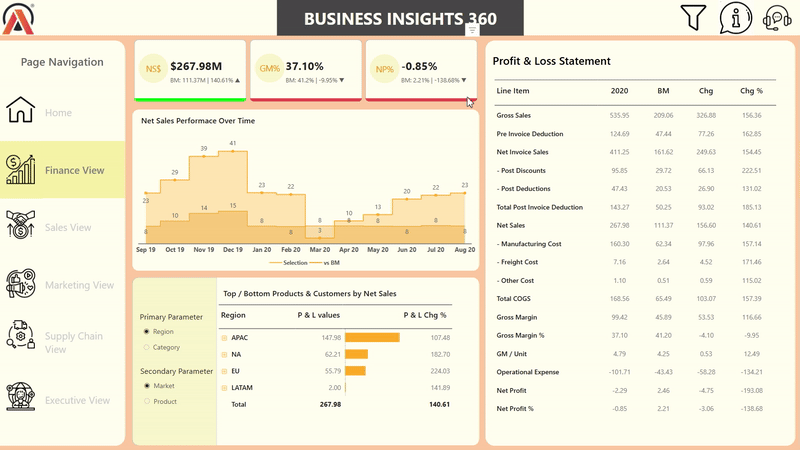 BUSINESS INSIGHTS 360
Page Navigation
Home
Finance View
Sales View
Marketing View
Supply Chain
View
Executive View
NS$
$267.98M
BM: 111.37M | 140.61% ▲
GM%
37.10%
BM: 41.2% | -9.95% ▼
NP%
-0.85%
BM: 2.21% | -138.68% ▼
Net Sales Performace Over Time
23 29 39 41 23 22 8 10 13 20 22 23
8 10 14 15 8 8 3 8 8 8 8
Sep 19 Oct 19 Nov 19 Dec 19 Jan 20 Feb 20 Mar 20 Apr 20 May 20 Jun 20 Jul 20 Aug 20
Selection vs BM
Primary Parameter
Region
Category
Secondary Parameter
Market
Product
Top / Bottom Products & Customers by Net Sales
Region P & L values P & L Chg %
APAC 147.98 107.48
NA 62.21 182.70
EU 55.79 224.03
LATAM 2.00 141.89
Total 267.98 140.61
Profit & Loss Statement
Line Item 2020 BM Chg Chg %
Gross Sales 535.95 209.06 326.88 156.36
Pre Invoice Deduction 124.69 47.44 77.26 162.85
Net Invoice Sales 411.25 161.62 249.63 154.45
- Post Discounts 95.85 29.72 66.13 222.51
- Post Deductions 47.43 20.53 26.90 131.02
Total Post Invoice Deduction 143.27 50.25 93.02 185.13
Net Sales 267.98 111.37 156.60 140.61
- Manufacturing Cost 160.30 62.34 97.96 157.14
- Freight Cost 7.16 2.64 4.52 171.46
- Other Cost 1.10 0.51 0.59 115.02
Total COGS 168.56 65.49 103.07 157.39
Gross Margin 99.42 45.89 53.53 116.66
Gross Margin % 37.10 41.20 -4.10 -9.95
GM / Unit 4.79 4.25 0.53 12.49
Operational Expense -101.71 -43.43 -58.28 -134.21
Net Profit -2.29 2.46 -4.75 -193.08
Net Profit % -0.85 2.21 -3.06 -138.68